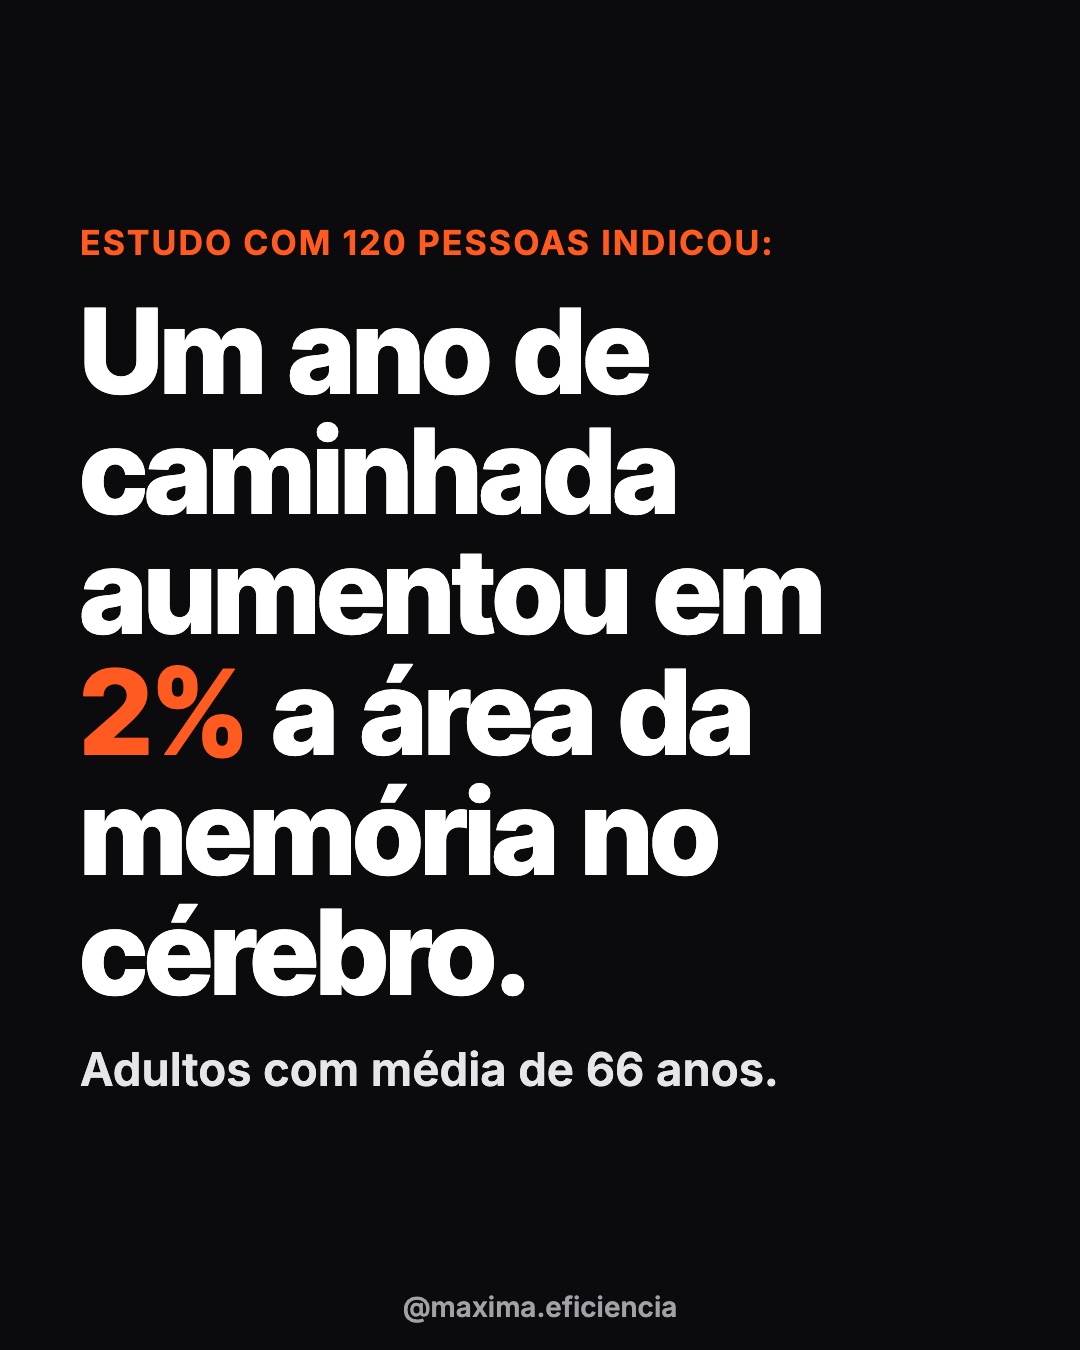 ESTUDO COM 120 PESSOAS INDICOU:
Um ano de
caminhada
aumentou em
2% a área da
memória no
cérebro.
Adultos com média de 66 anos.
@maxima.eficiencia